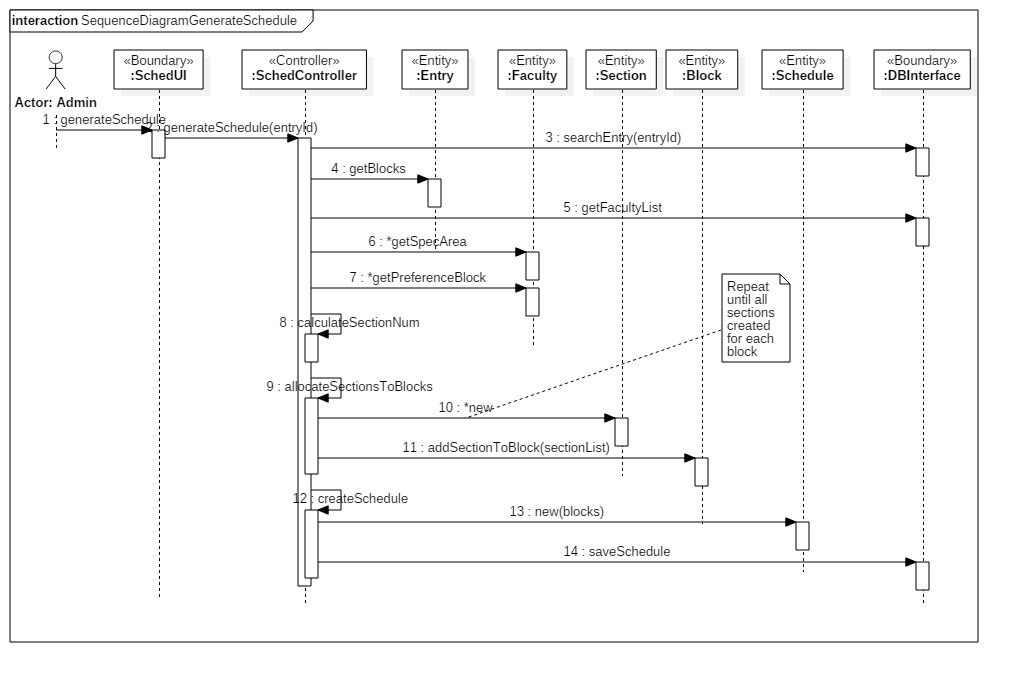 interaction SequenceDiagramGenerateSchedule
«Boundary»
:SchedUI
«Controller»
:SchedController
«Entity»
:Entry
«Entity»
:Faculty
«Entity»
:Section
«Entity»
:Block
«Entity»
:Schedule
«Boundary»
:DBInterface
Actor: Admin
1 : generateSchedule
2 : generateSchedule(entryId)
3 : searchEntry(entryId)
4 : getBlocks
5 : getFacultyList
6 : *getSpecArea
7 : *getPreferenceBlock
Repeat
until all
sections
created
for each
block
8 : calculateSectionNum
9 : allocateSectionsToBlocks
10 : *new
11 : addSectionToBlock(sectionList)
12 : createSchedule
13 : new(blocks)
14 : saveSchedule